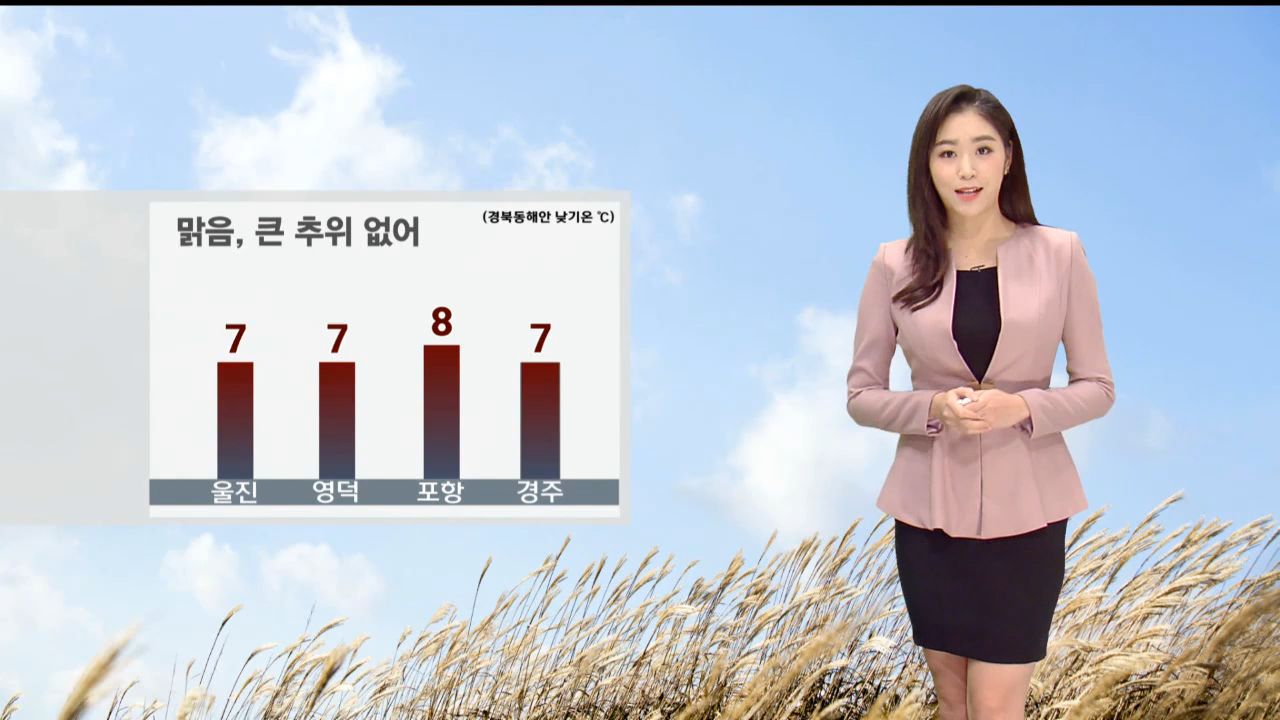 맑음, 큰 추위 없어
(경북동해안 낮기온 ℃)
7 7 8 7
울진 영덕 포항 경주